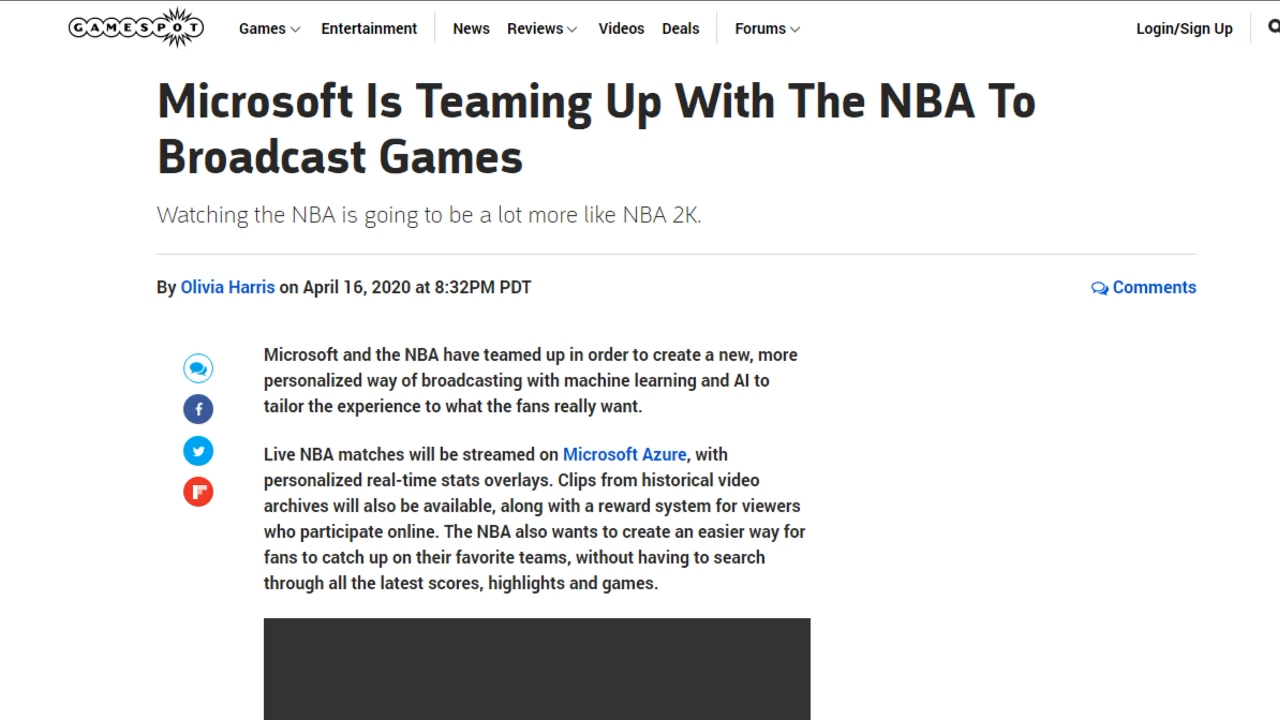 GAMESPOT
Games Entertainment News Reviews Videos Deals Forums Login/Sign Up
Microsoft Is Teaming Up With The NBA To
Broadcast Games
Watching the NBA is going to be a lot more like NBA 2K.
By Olivia Harris on April 16, 2020 at 8:32PM PDT
Comments
Microsoft and the NBA have teamed up in order to create a new, more
personalized way of broadcasting with machine learning and AI to
tailor the experience to what the fans really want.
Live NBA matches will be streamed on Microsoft Azure, with
personalized real-time stats overlays. Clips from historical video
archives will also be available, along with a reward system for viewers
who participate online. The NBA also wants to create an easier way for
fans to catch up on their favorite teams, without having to search
through all the latest scores, highlights and games.